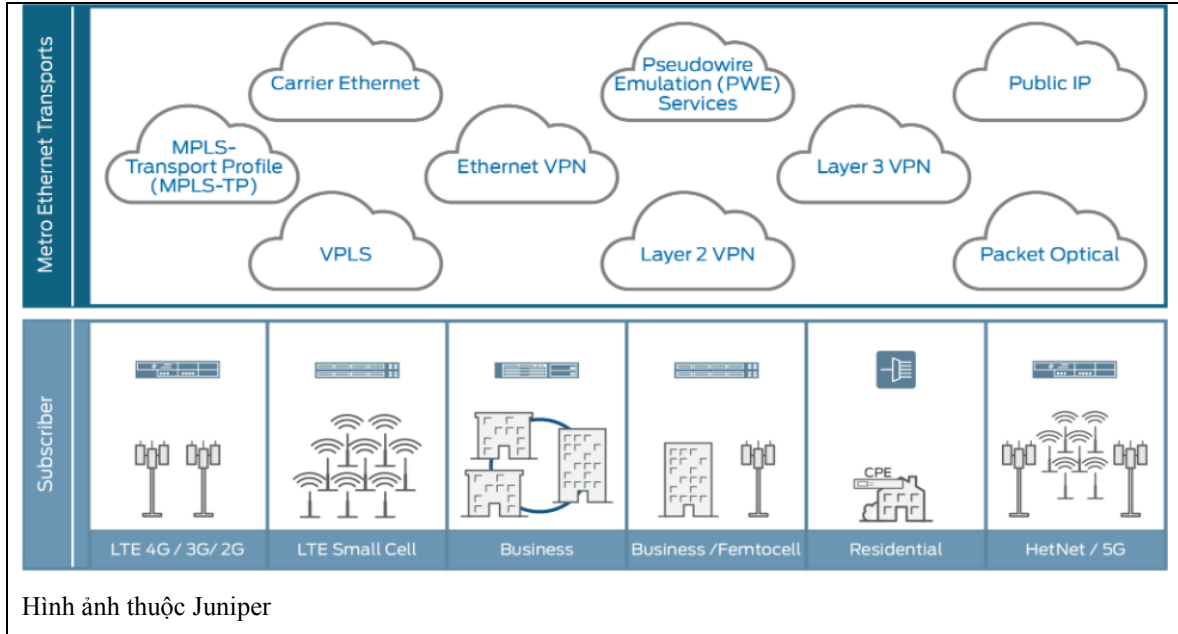 Metro Ethernet Transports
Carrier Ethernet
Pseudowire
Emulation (PWE)
Services
Public IP
MPLS-
Transport Profile
(MPLS-TP)
Ethernet VPN
Layer 3 VPN
VPLS
Layer 2 VPN
Packet Optical
Subscriber
CPE
LTE 4G / 3G/ 2G
LTE Small Cell
Business
Business /Femtocell
Residential
HetNet / 5G
Hình ảnh thuộc Juniper